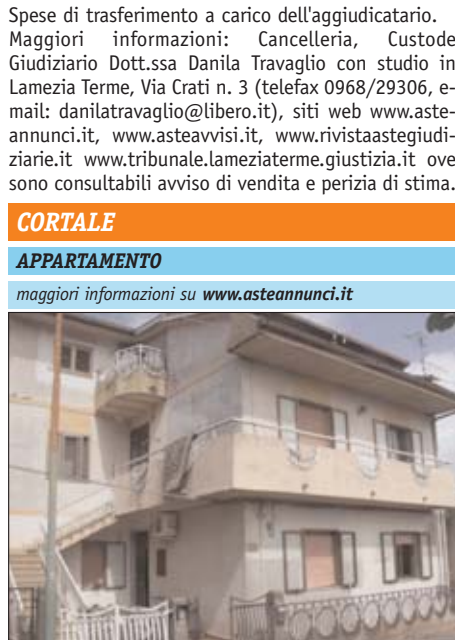 Spese di trasferimento a carico dell'aggiudicatario.
Maggiori informazioni: Cancelleria, Custode
Giudiziario Dott.ssa Danila Travaglio con studio in
Lamezia Terme, Via Crati n. 3 (telefax 0968/29306, e-
mail: danilatravaglio@libero.it), siti web www.aste-
annunci.it, www.asteavvisi.it, www.rivistaastegiudi-
ziarie.it www.tribunale.lameziaterme.giustizia.it ove
sono consultabili avviso di vendita e perizia di stima.
CORTALE
APPARTAMENTO
maggiori informazioni su www.asteannunci.it